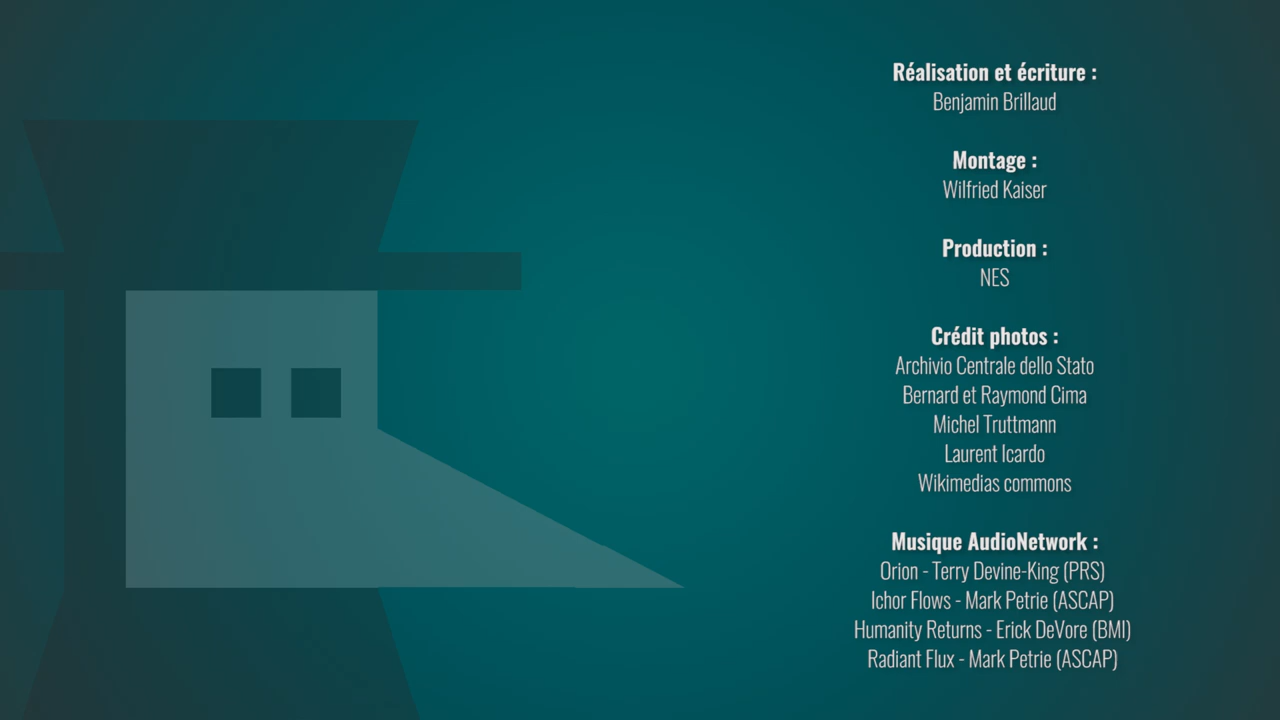 Réalisation et écriture :
Benjamin Brillaud
Montage :
Wilfried Kaiser
Production :
NES
Crédit photos :
Archivio Centrale dello Stato
Bernard et Raymond Cima
Michel Truttmann
Laurent Icardo
Wikimedias commons
Musique AudioNetwork :
Orion - Terry Devine-King (PRS)
Ichor Flows - Mark Petrie (ASCAP)
Humanity Returns - Erick DeVore (BMI)
Radiant Flux - Mark Petrie (ASCAP)